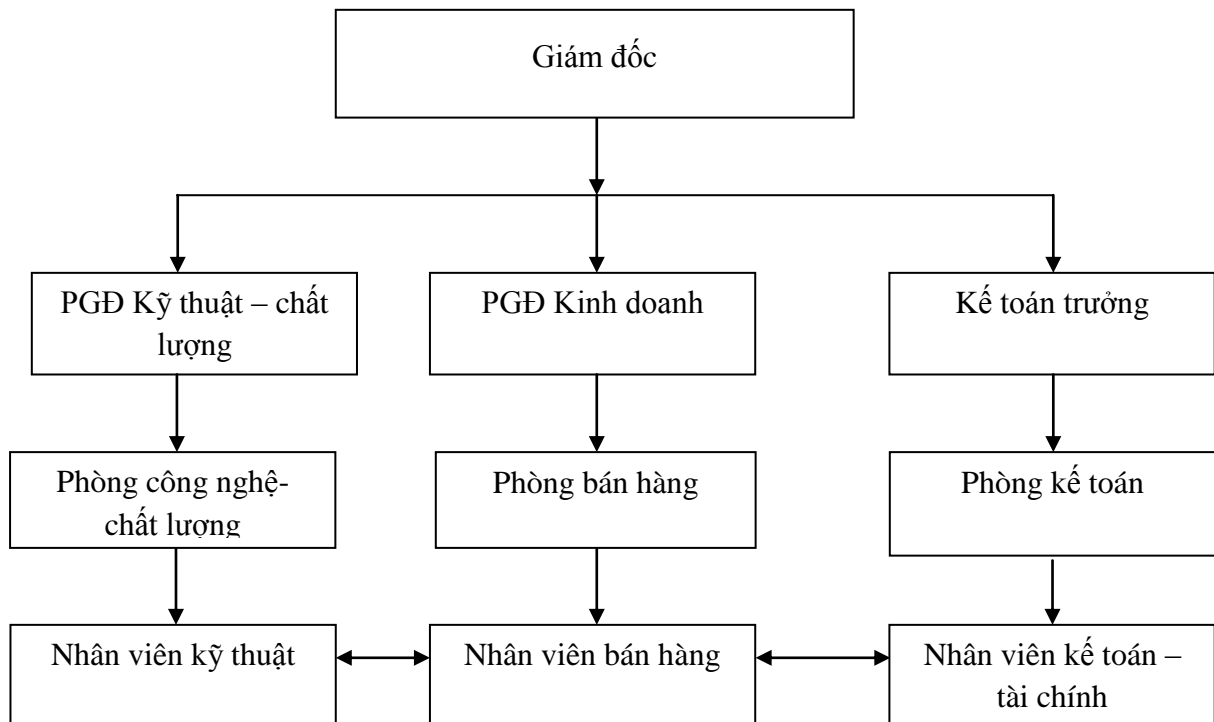 Giám đốc
PGĐ Kỹ thuật – chất
lượng
PGĐ Kinh doanh
Kế toán trưởng
Phòng công nghệ-
chất lượng
Phòng bán hàng
Phòng kế toán
Nhân viên kỹ thuật
Nhân viên bán hàng
Nhân viên kế toán –
tài chính